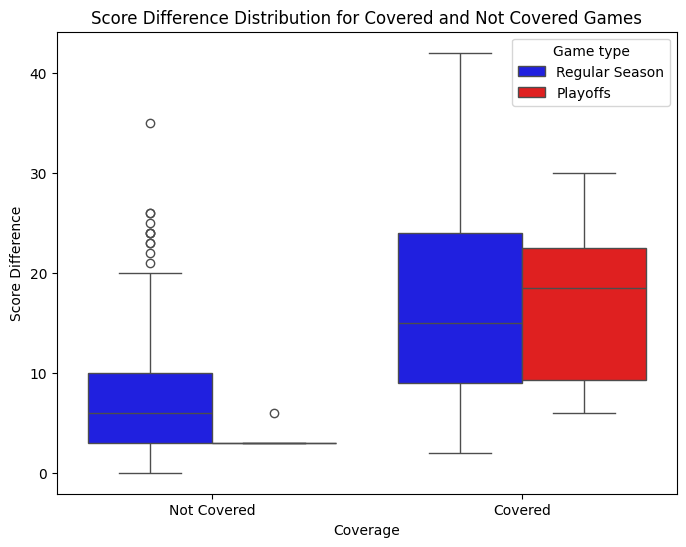 Score Difference Distribution for Covered and Not Covered Games
Game type
Regular Season
Playoffs
40
30
20
10
0
Score Difference
Not Covered
Covered
Coverage